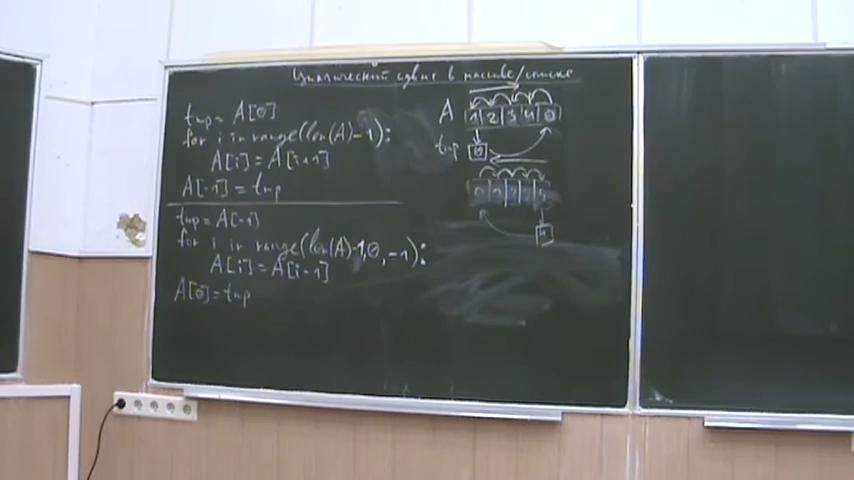 Циклический сдвиг в массиве/списке
tmp = A[0]
for i in range(len(A)-1):
A[i] = A[i+1]
A[-1] = tmp
tmp = A[-1]
for i in range(len(A)-1,0,-1):
A[i] = A[i-1]
A[0] = tmp
A 1 2 3 4 0
tmp 0